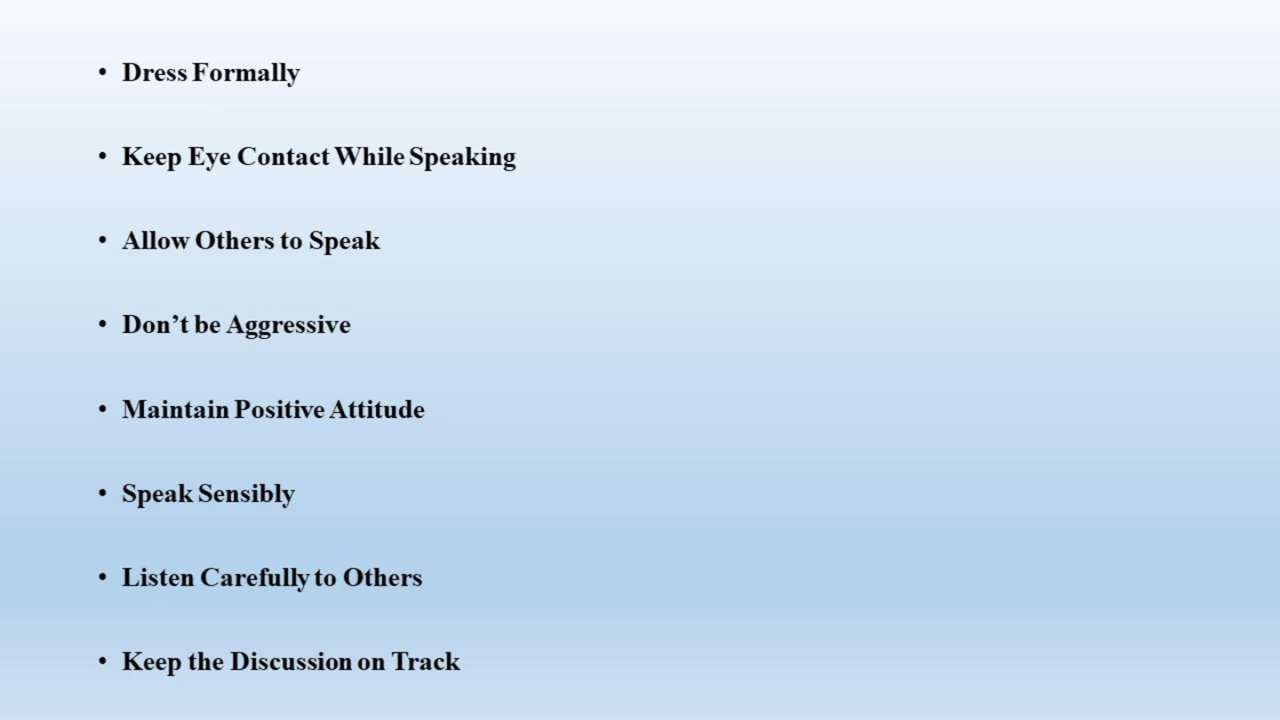 • Dress Formally
• Keep Eye Contact While Speaking
• Allow Others to Speak
• Don’t be Aggressive
• Maintain Positive Attitude
• Speak Sensibly
• Listen Carefully to Others
• Keep the Discussion on Track